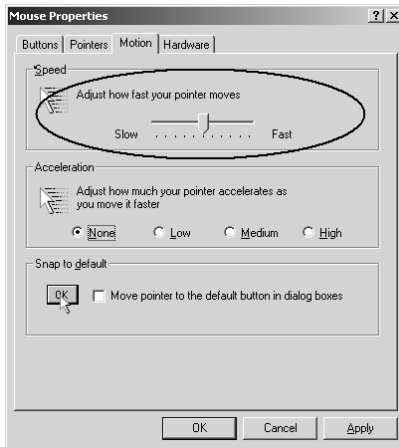 Mouse Properties
Buttons Pointers Motion Hardware
Speed
Adjust how fast your pointer moves
Slow Fast
Acceleration
Adjust how much your pointer accelerates as
you move it faster
None Low Medium High
Snap to default
OK Move pointer to the default button in dialog boxes
OK Cancel Apply